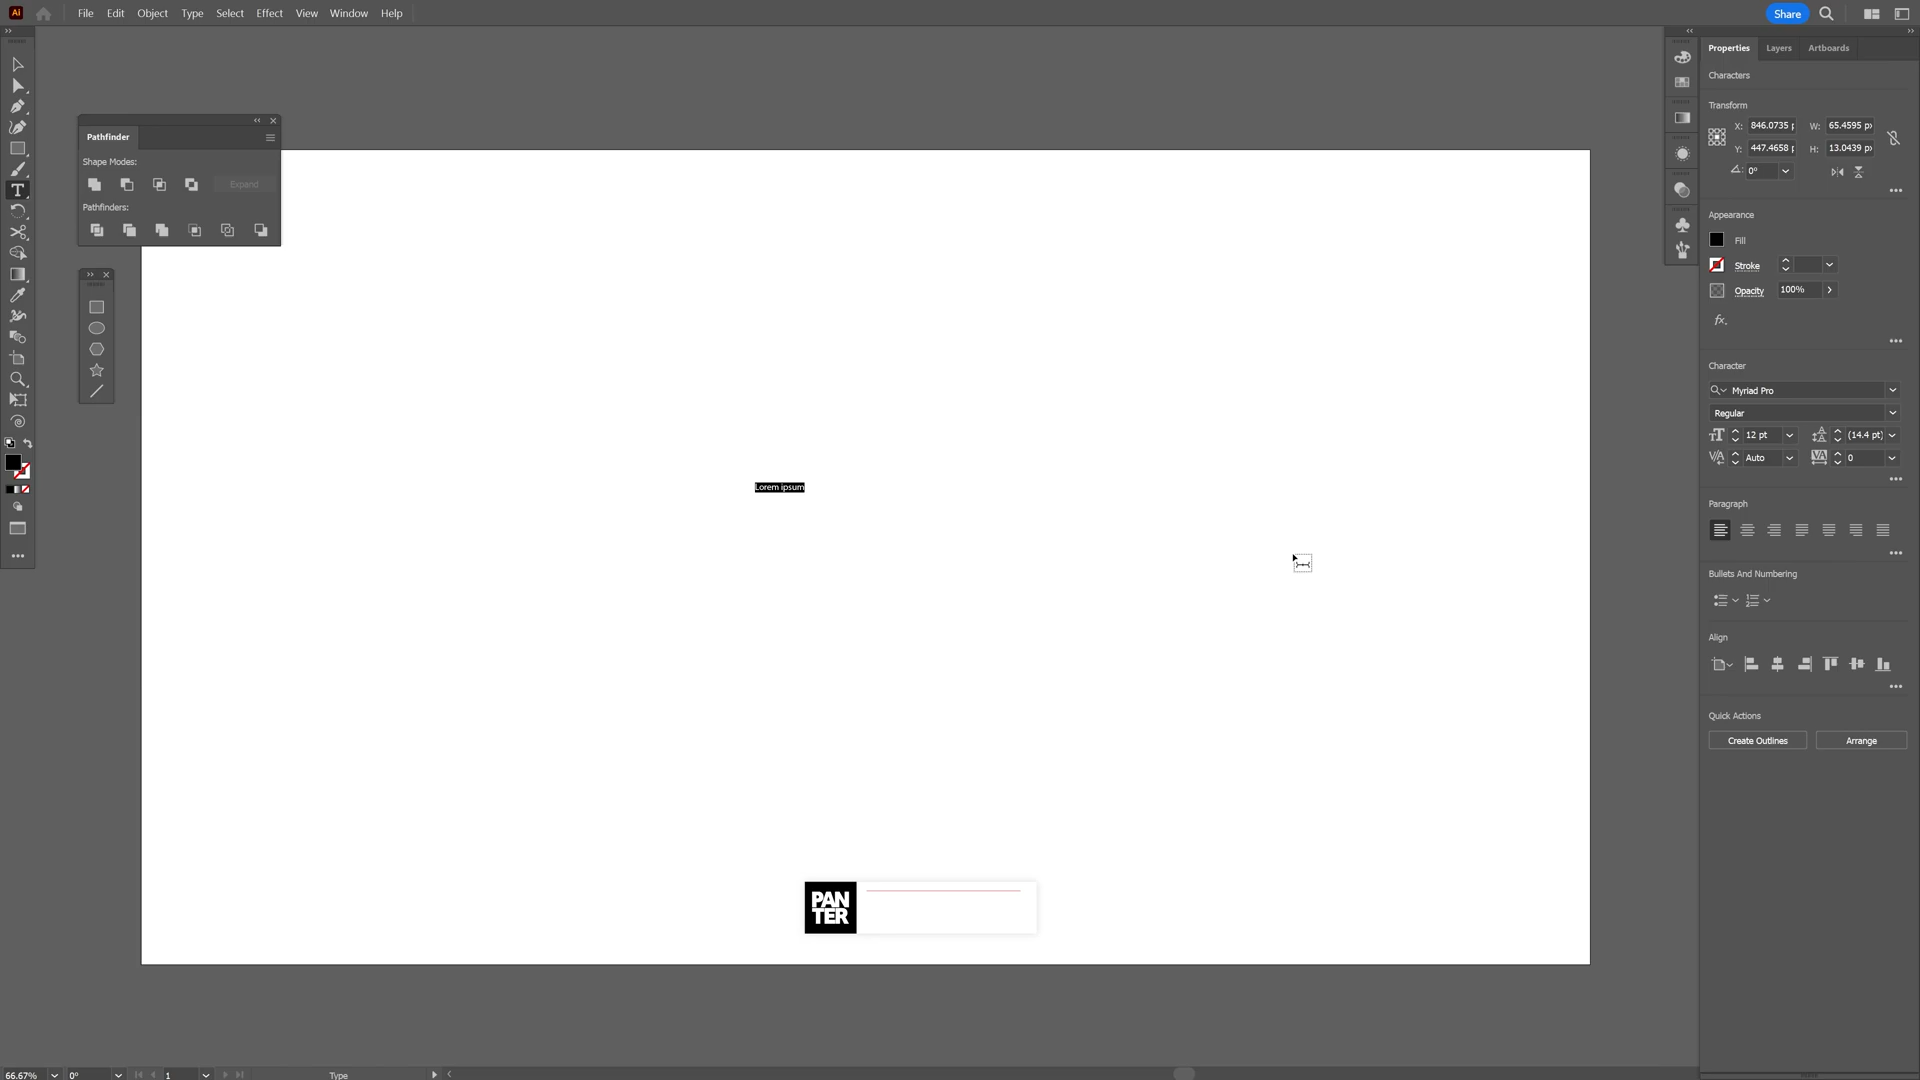 Ai
File Edit Object Type Select Effect View Window Help
Share
Properties Layers Artboards
Characters
Transform
X: 846.0735 p W: 65.4595 px
Y: 447.4658 p H: 13.0439 px
0°
Appearance
Fill
Stroke
Opacity 100%
fx.
Character
Myriad Pro
Regular
12 pt (14.4 pt)
Auto 0
Paragraph
Bullets And Numbering
Align
Quick Actions
Create Outlines Arrange
Pathfinder
Shape Modes:
Expand
Pathfinders:
Lorem ipsum
PAN
TER
66.67% 0° 1 Type